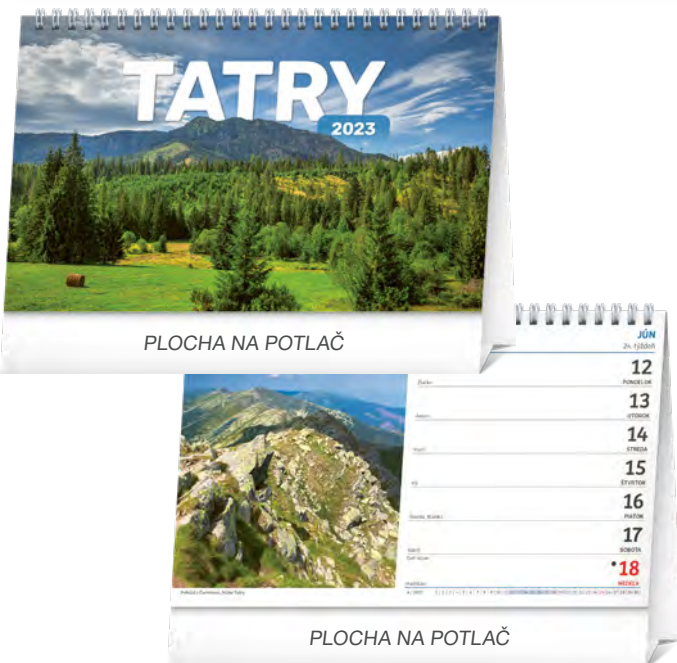 TATRY
2023
PLOCHA NA POTLAČ
JÚN
24. týždeň
12
PONDELOK
13
UTOROK
14
STREDA
15
ŠTVRTOK
16
PIATOK
17
SOBOTA
18
NEDEĽA
PLOCHA NA POTLAČ